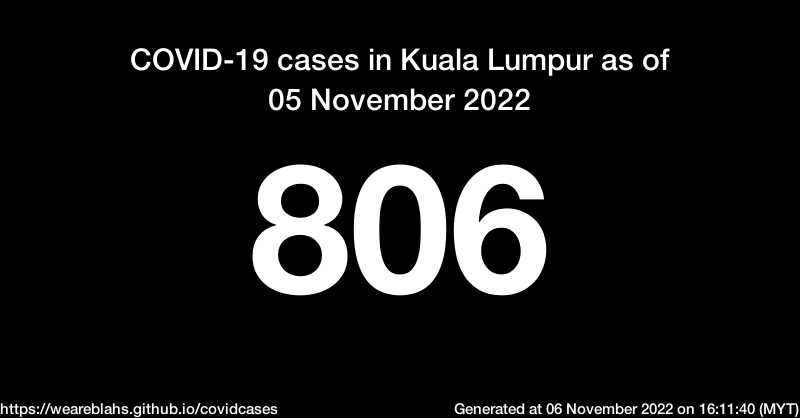 COVID-19 cases in Kuala Lumpur as of
05 November 2022
806
https://weareblahs.github.io/covidcases
Generated at 06 November 2022 on 16:11:40 (MYT)